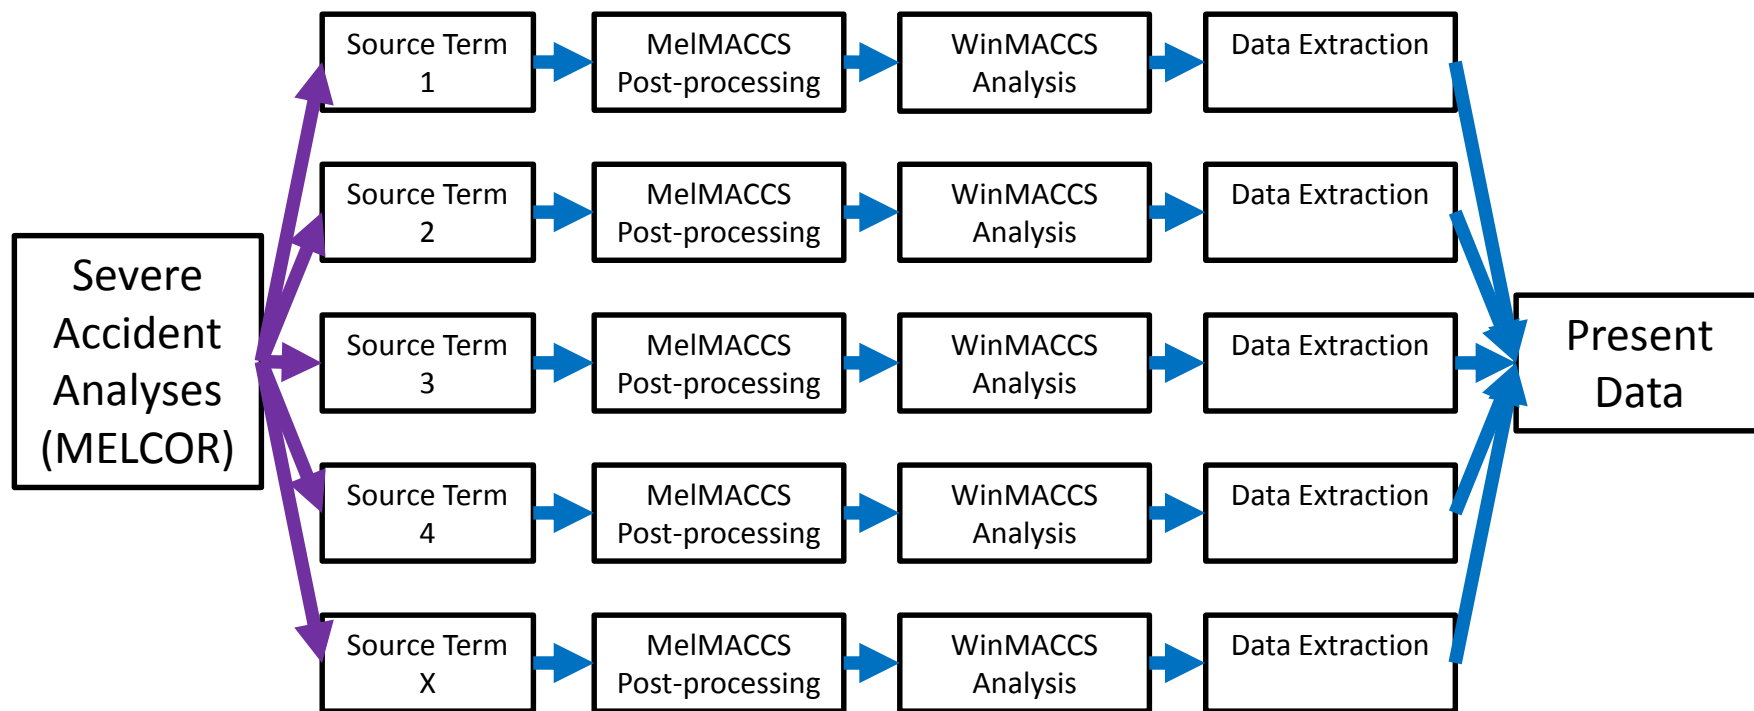 Severe
Accident
Analyses
(MELCOR)
Source Term
1
MelMACCS
Post-processing
WinMACCS
Analysis
Data Extraction
Source Term
2
MelMACCS
Post-processing
WinMACCS
Analysis
Data Extraction
Source Term
3
MelMACCS
Post-processing
WinMACCS
Analysis
Data Extraction
Source Term
4
MelMACCS
Post-processing
WinMACCS
Analysis
Data Extraction
Source Term
X
MelMACCS
Post-processing
WinMACCS
Analysis
Data Extraction
Present
Data